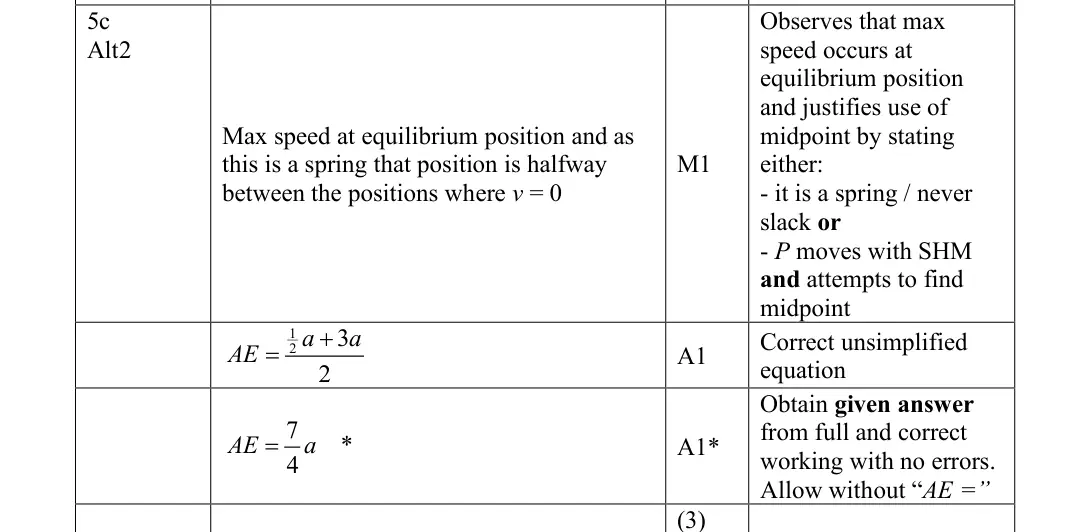 5c
Alt2
Max speed at equilibrium position and as
this is a spring that position is halfway
between the positions where v = 0
M1
Observes that max
speed occurs at
equilibrium position
and justifies use of
midpoint by stating
either:
- it is a spring / never
slack or
- P moves with SHM
and attempts to find
midpoint
AE = (½a + 3a)/2
A1
Correct unsimplified
equation
AE = 7/4 a *
A1*
Obtain given answer
from full and correct
working with no errors.
Allow without “AE =”
(3)